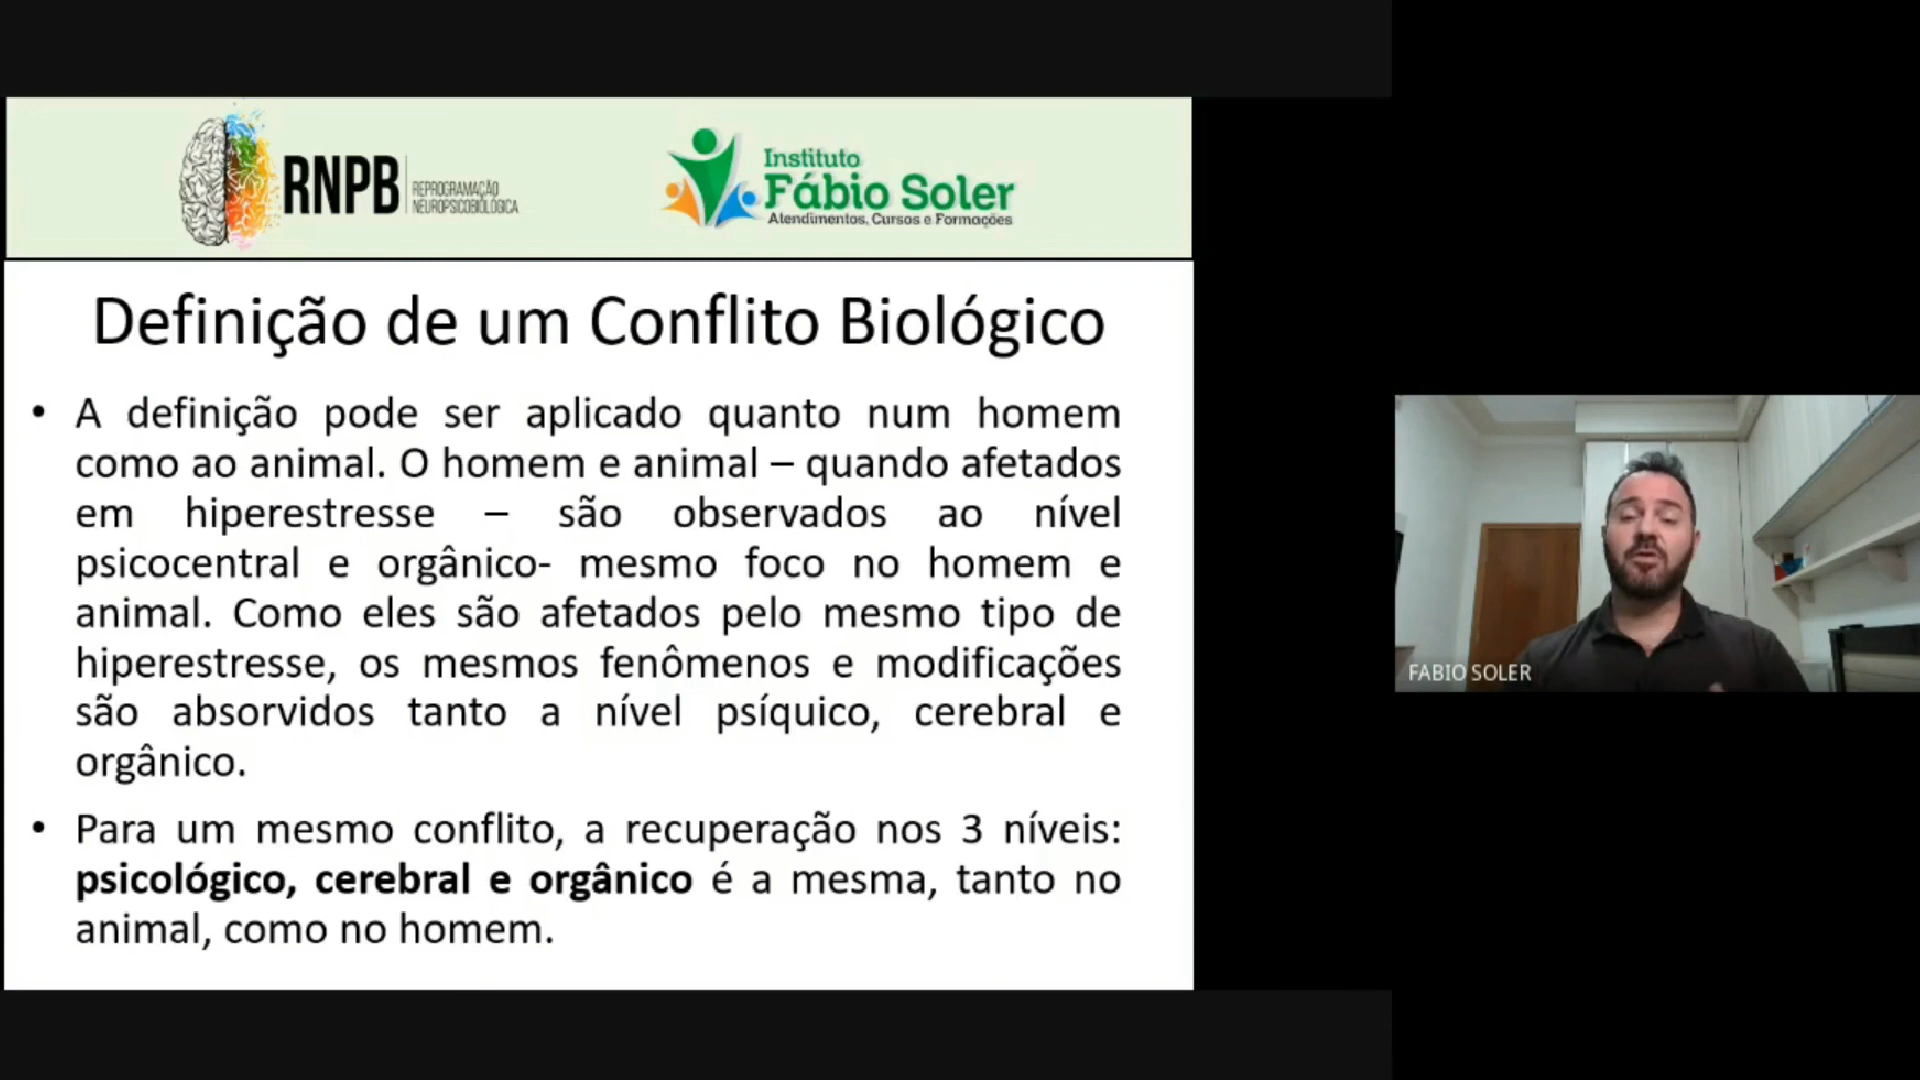 RNPB
REPROGRAMAÇÃO
NEUROPSICOBIOLÓGICA
Instituto
Fábio Soler
Atendimentos, Cursos e Formações
Definição de um Conflito Biológico
• A definição pode ser aplicado quanto num homem
como ao animal. O homem e animal – quando afetados
em hiperestresse – são observados ao nível
psicocentral e orgânico- mesmo foco no homem e
animal. Como eles são afetados pelo mesmo tipo de
hiperestresse, os mesmos fenômenos e modificações
são absorvidos tanto a nível psíquico, cerebral e
orgânico.
• Para um mesmo conflito, a recuperação nos 3 níveis:
psicológico, cerebral e orgânico é a mesma, tanto no
animal, como no homem.
FABIO SOLER